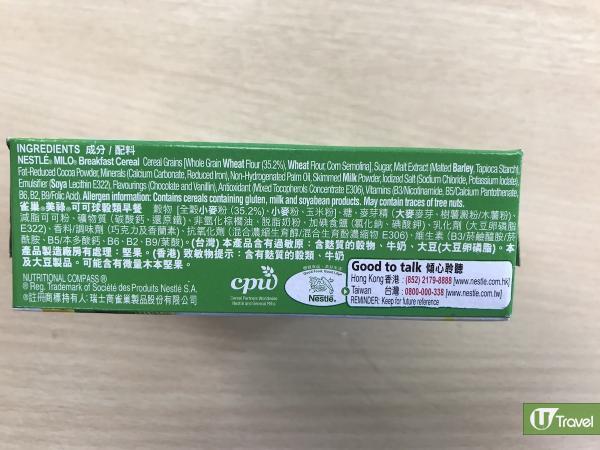 INGREDIENTS 成分 / 配料
NESTLÉ® MILO® Breakfast Cereal Cereal Grains [Whole Grain Wheat Flour (35.2%), Wheat Flour, Corn Semolina], Sugar, Malt Extract (Malted Barley, Tapioca Starch),
Fat-Reduced Cocoa Powder, Minerals (Calcium Carbonate, Reduced Iron), Non-Hydrogenated Palm Oil, Skimmed Milk Powder, Iodized Salt (Sodium Chloride, Potassium Iodate),
Emulsifier (Soya Lecithin E322), Flavourings (Chocolate and Vanillin), Antioxidant (Mixed Tocopherols Concentrate E306), Vitamins (B3/Nicotinamide, B5/Calcium Pantothenate,
B6, B2, B9/Folic Acid). Allergen information: Contains cereals containing gluten, milk and soyabean products. May contain traces of tree nuts.
雀巢® 美祿® 可可球穀類早餐 穀物 [全穀小麥粉 (35.2%), 小麥粉, 玉米粉], 糖, 麥芽精 (大麥麥芽, 樹薯澱粉/木薯粉),
減脂可可粉, 礦物質 (碳酸鈣, 還原鐵), 非氫化棕櫚油, 脫脂奶粉, 加碘食鹽 (氯化鈉, 碘酸鉀), 乳化劑 (大豆卵磷脂
E322), 香料/調味劑 (巧克力及香蘭素), 抗氧化劑 (混合濃縮生育醇/混合生育酚濃縮物 E306), 維生素 (B3/菸鹼醯胺/菸
酰胺, B5/本多酸鈣, B6, B2, B9/葉酸)。(台灣) 本產品含有過敏原：含麩質的穀物、牛奶、大豆(大豆卵磷脂)。本
產品製造廠房有處理：堅果。(香港) 致敏物提示：含有麩質的穀類、牛奶
及大豆製品。可能含有微量木本堅果。
NUTRITIONAL COMPASS ®
® Reg. Trademark of Société des Produits Nestlé S.A.
®註冊商標持有人: 瑞士商雀巢製品股份有限公司
cpw
Cereal Partners Worldwide
Nestlé and General Mills
Good Food, Good Life
Nestlé.
Good to talk 傾心聆聽
Hong Kong 香港 : (852) 2179-8888 [www.nestle.com.hk]
Taiwan 台灣 : 0800-000-338 [www.nestle.com.tw]
REMINDER: Keep for future reference
U Travel